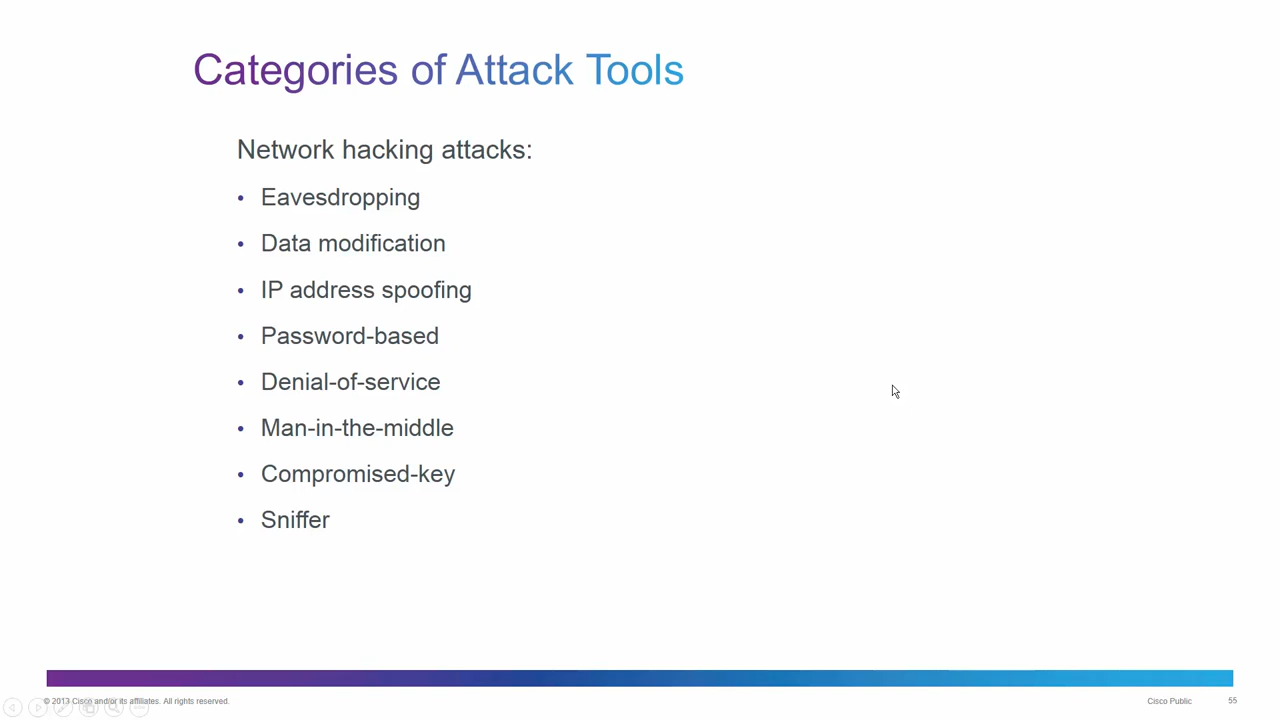 Categories of Attack Tools
Network hacking attacks:
• Eavesdropping
• Data modification
• IP address spoofing
• Password-based
• Denial-of-service
• Man-in-the-middle
• Compromised-key
• Sniffer
© 2013 Cisco and/or its affiliates. All rights reserved.
Cisco Public 55